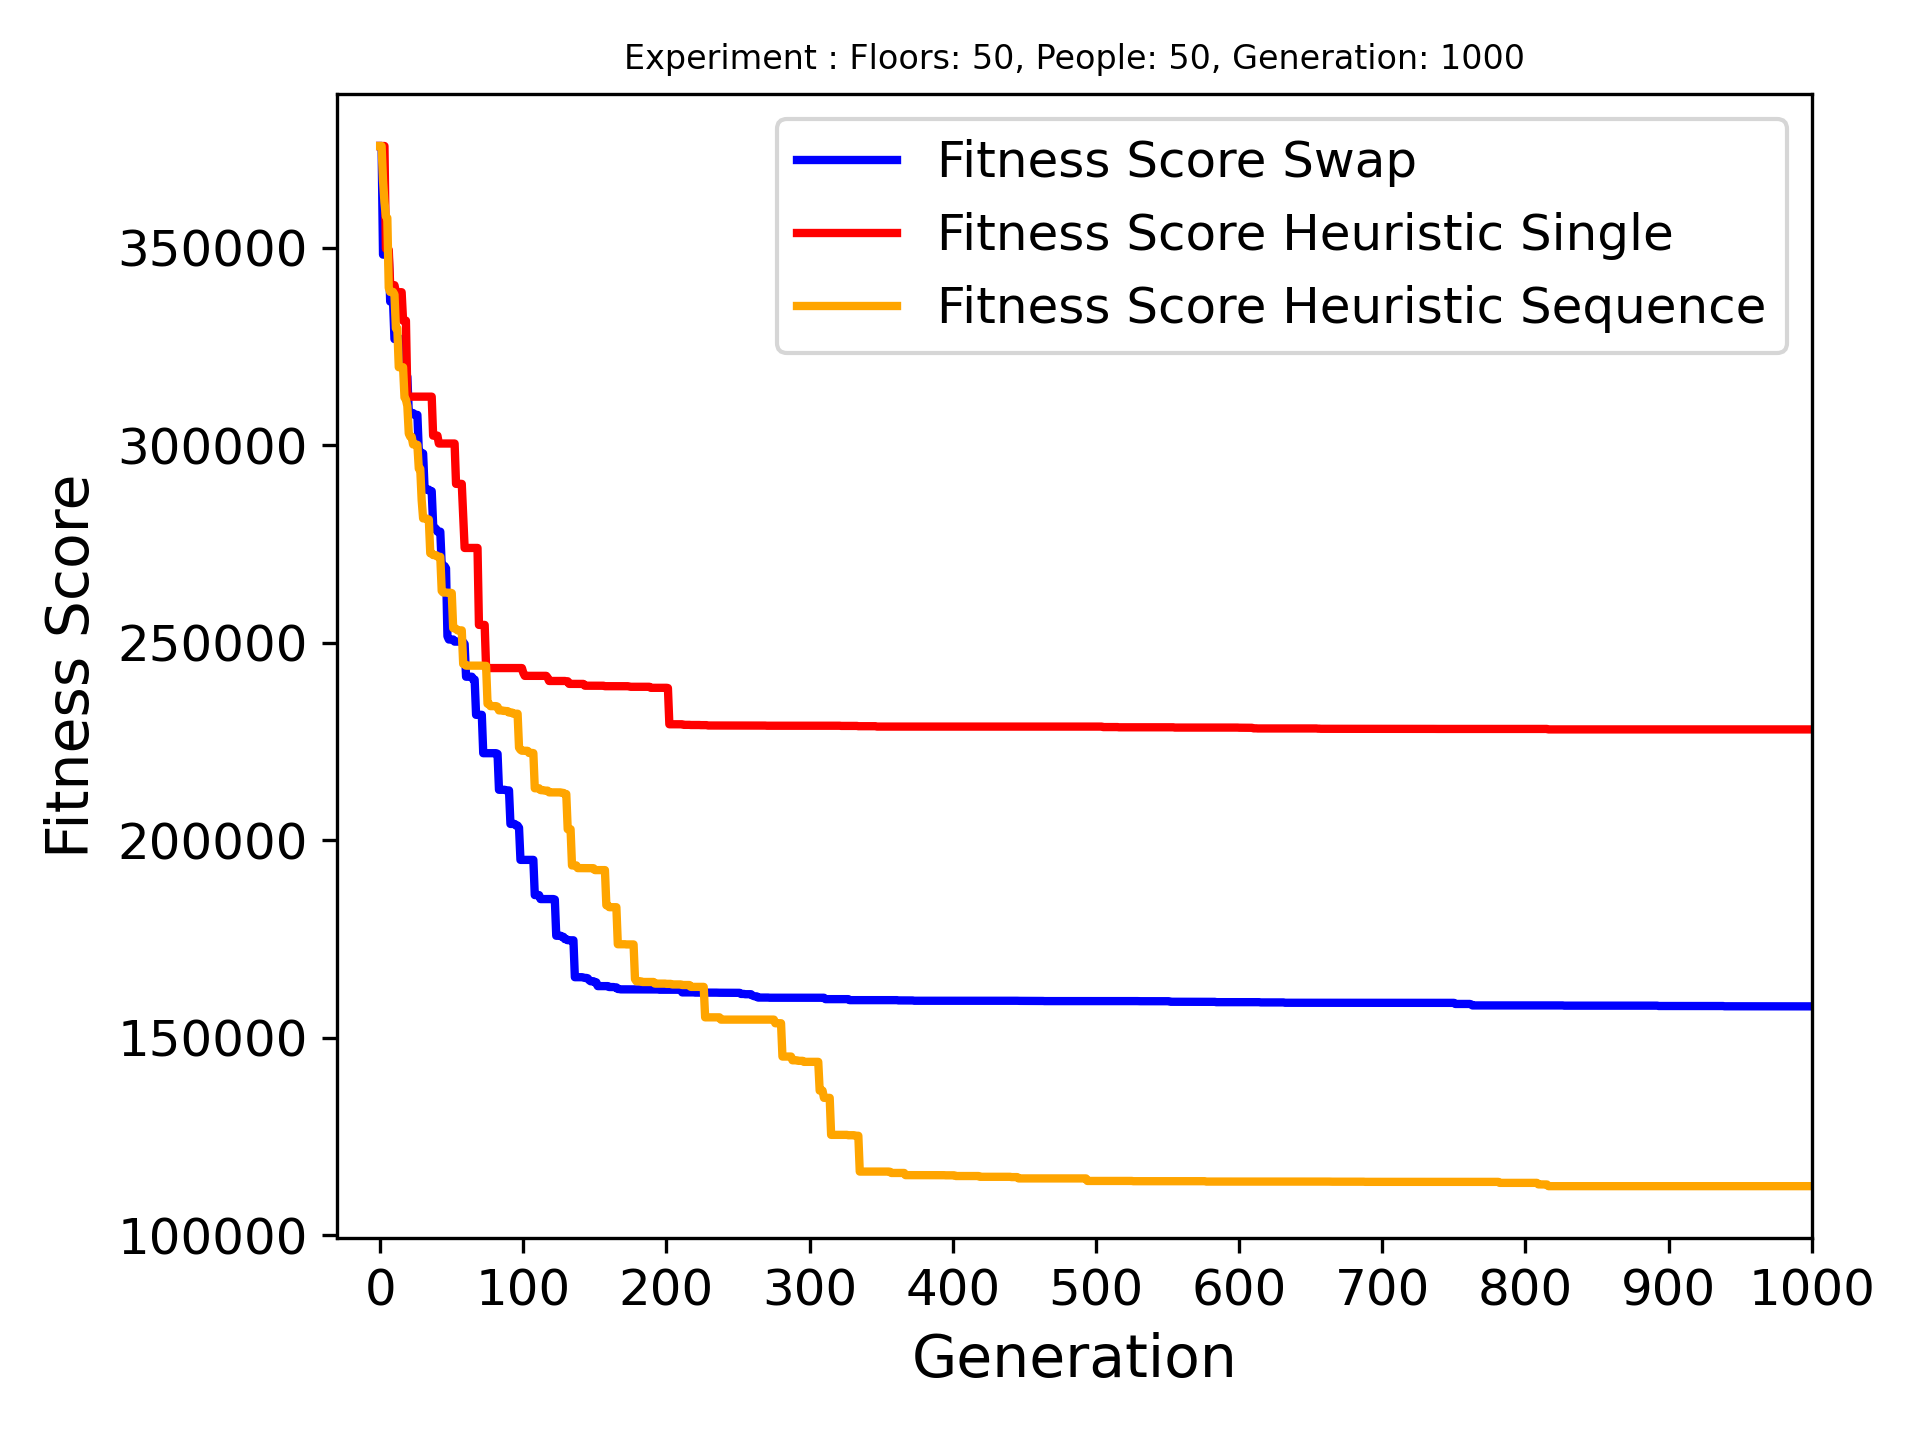 Experiment : Floors: 50, People: 50, Generation: 1000
Fitness Score Swap
Fitness Score Heuristic Single
Fitness Score Heuristic Sequence
Fitness Score
350000
300000
250000
200000
150000
100000
0 100 200 300 400 500 600 700 800 900 1000
Generation